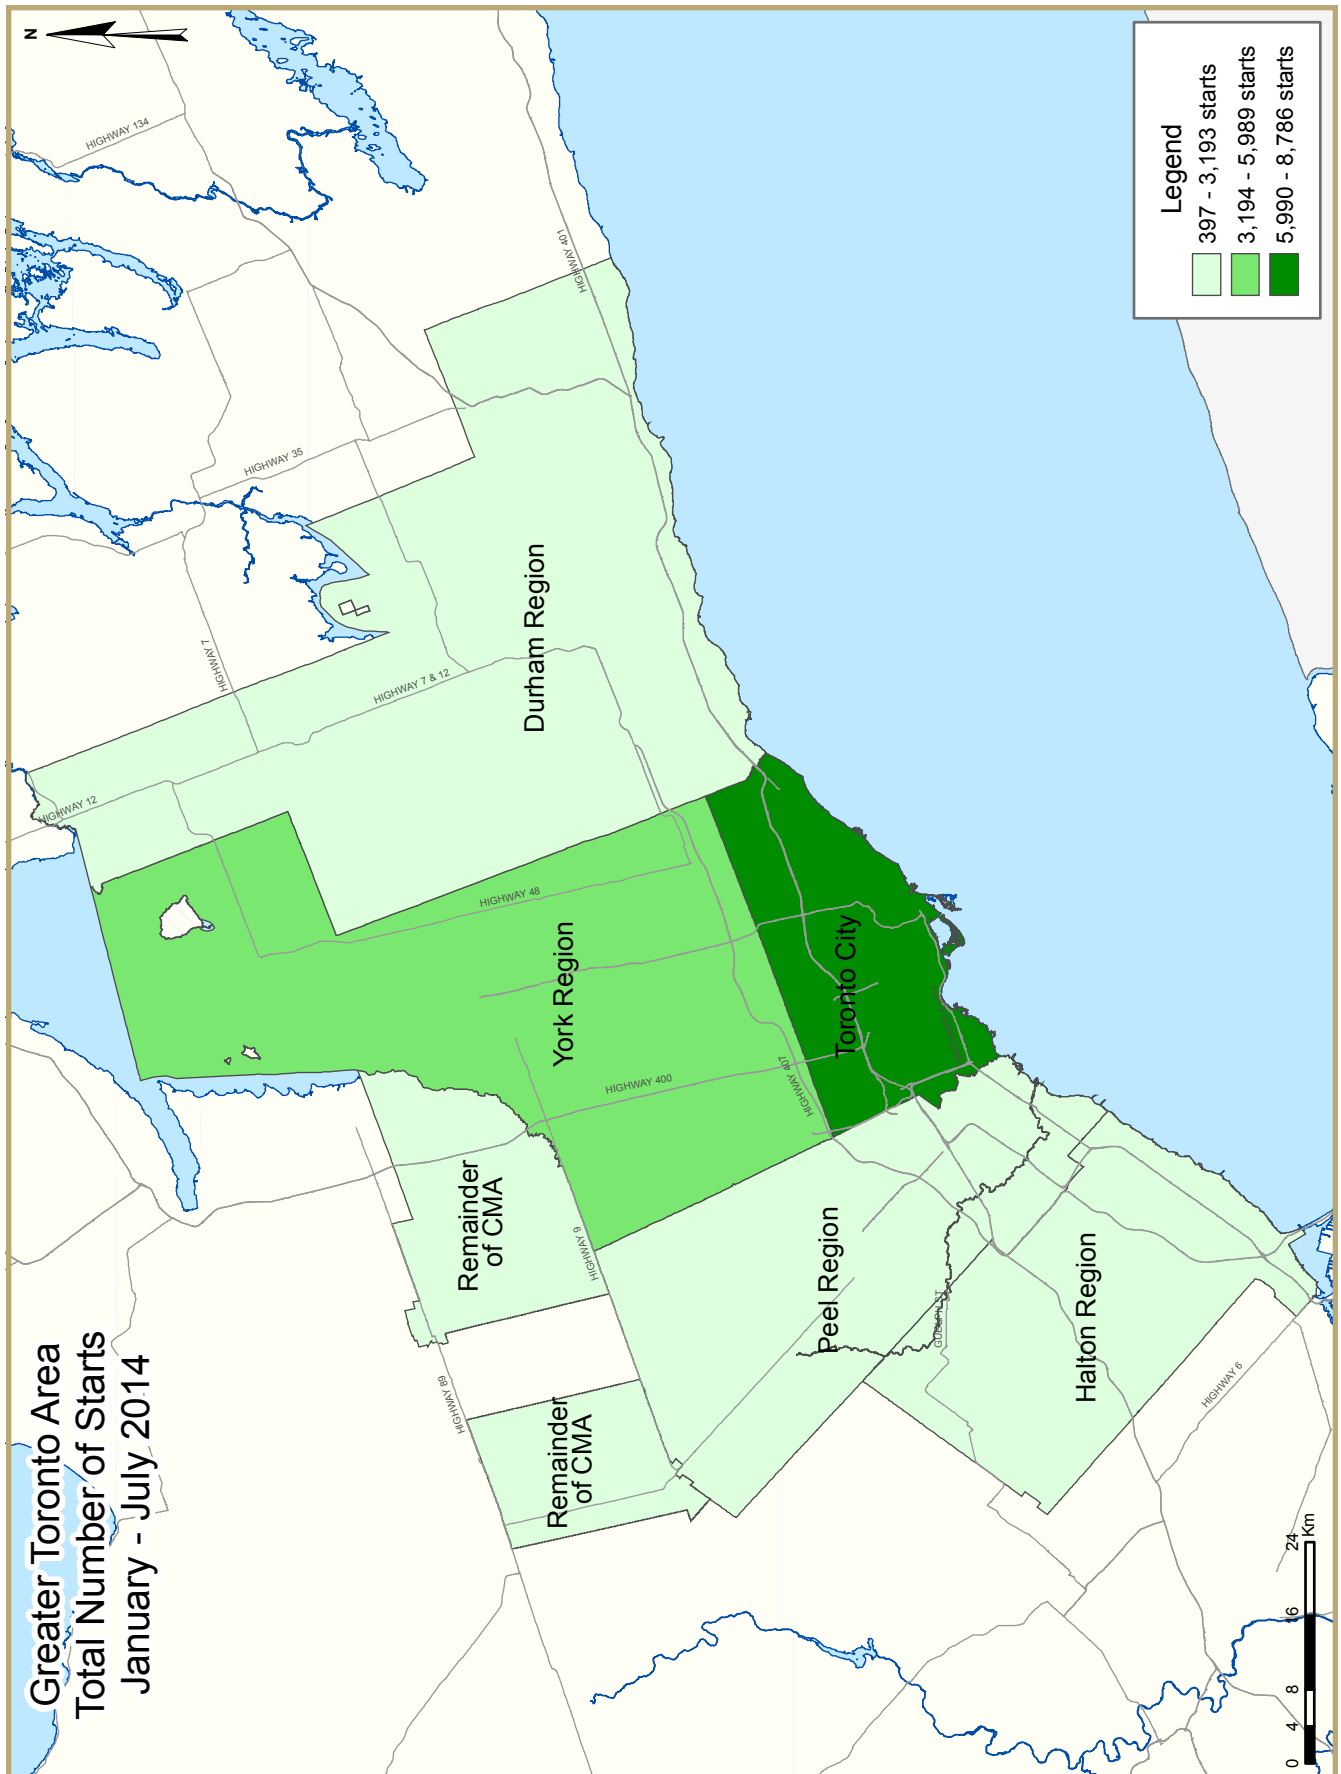 Greater Toronto Area
Total Number of Starts
January - July 2014
N
HIGHWAY 134
HIGHWAY 35
HIGHWAY 7
HIGHWAY 7 & 12
HIGHWAY 12
HIGHWAY 401
Durham Region
HIGHWAY 48
York Region
HIGHWAY 400
HIGHWAY 407
Toronto City
Remainder
of CMA
HIGHWAY 9
HIGHWAY 89
Remainder
of CMA
Peel Region
GUELPH ST
Halton Region
HIGHWAY 6
Legend
397 - 3,193 starts
3,194 - 5,989 starts
5,990 - 8,786 starts
0 4 8 16 24
Km